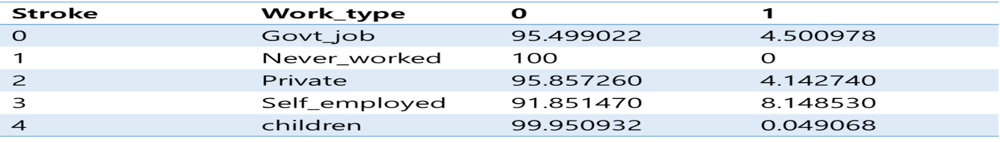 Stroke Work_type 0 1
0 Govt_job 95.499022 4.500978
1 Never_worked 100 0
2 Private 95.857260 4.142740
3 Self_employed 91.851470 8.148530
4 children 99.950932 0.049068